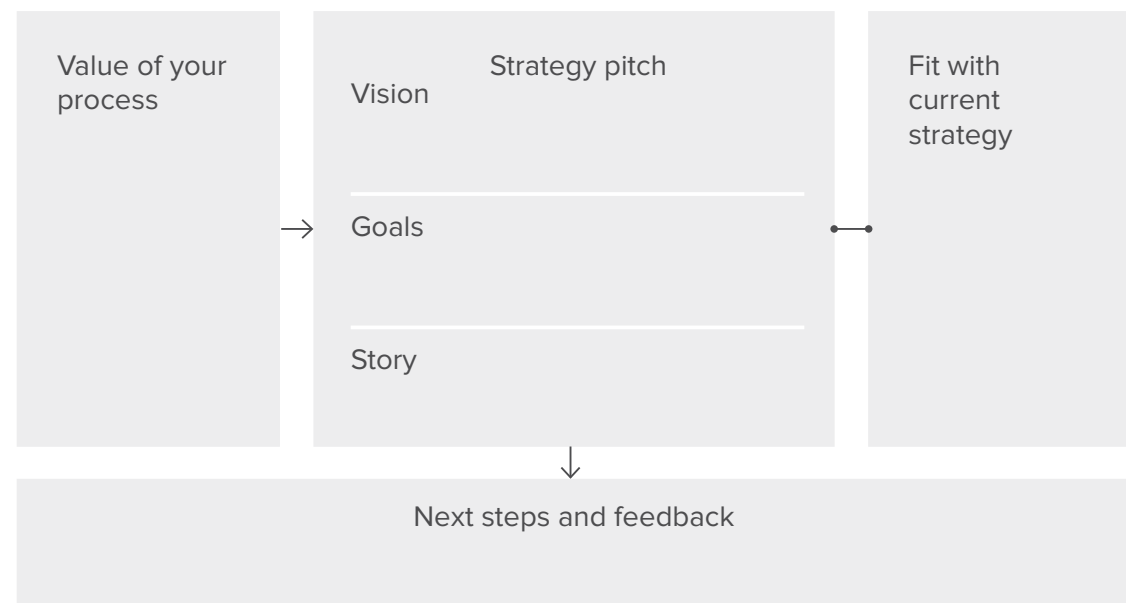 Value of your
process
Strategy pitch
Vision
Goals
Story
Fit with
current
strategy
Next steps and feedback